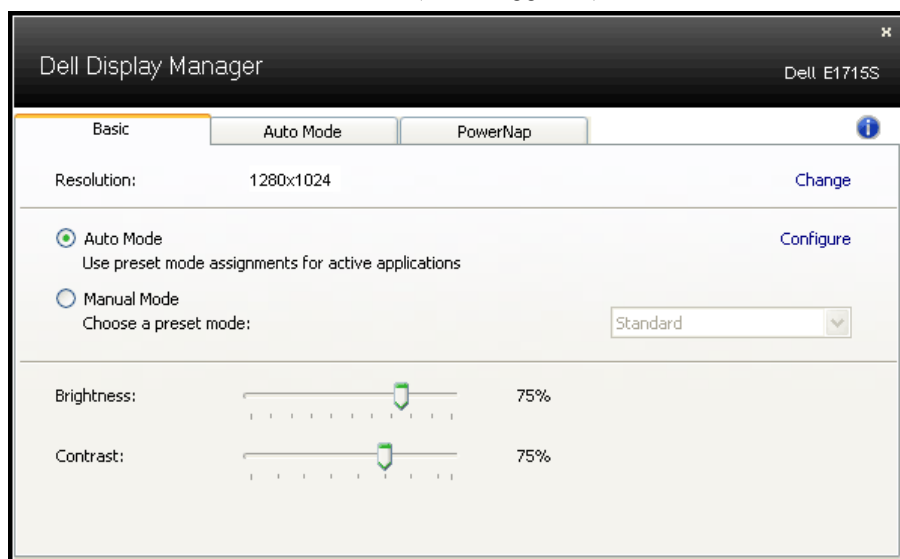 x
Dell Display Manager
Dell E1715S
Basic
Auto Mode
PowerNap
i
Resolution: 1280x1024 Change
Auto Mode Configure
Use preset mode assignments for active applications
Manual Mode
Choose a preset mode: Standard
Brightness: 75%
Contrast: 75%